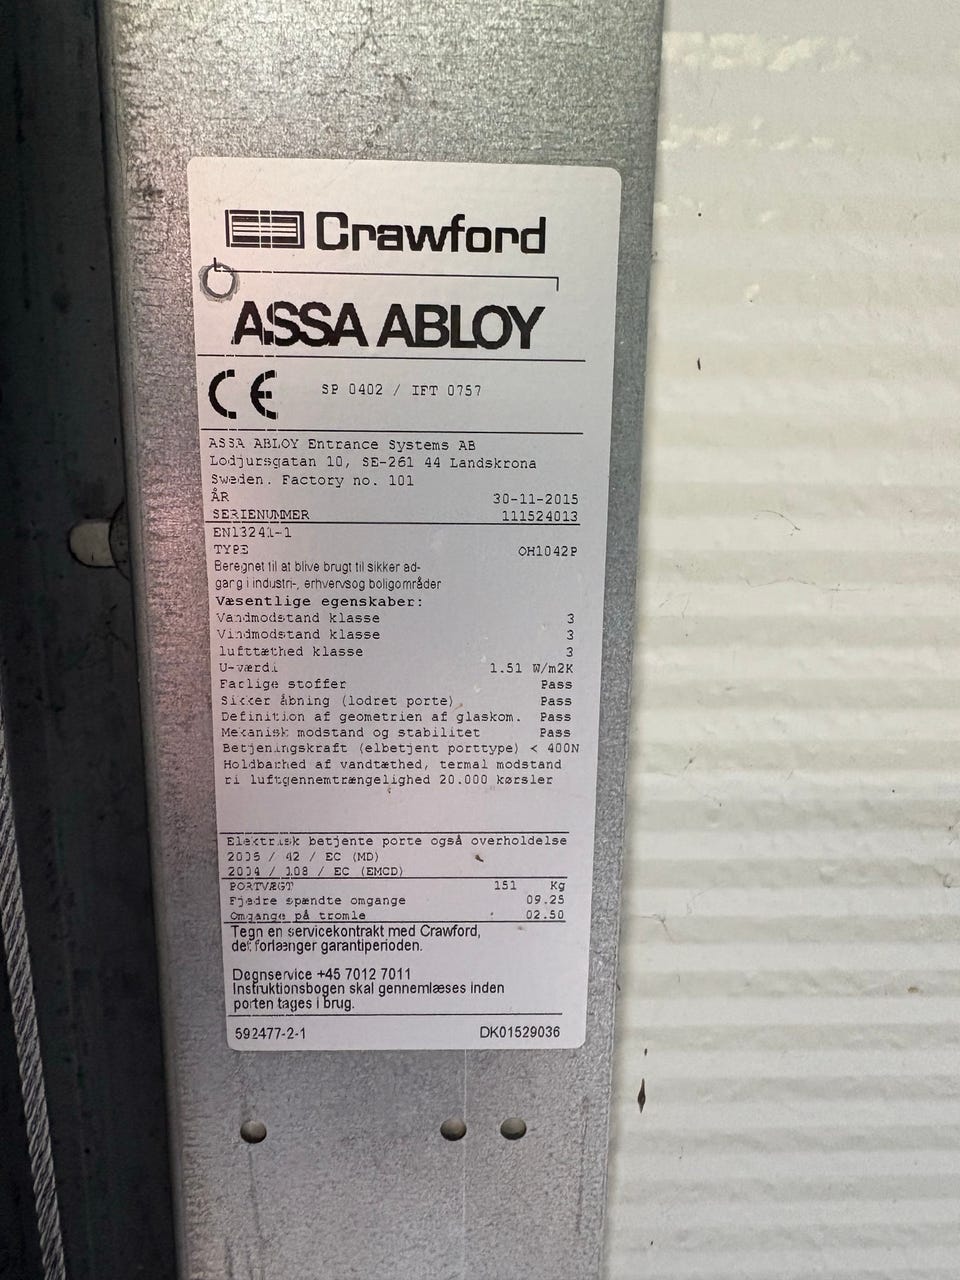 Crawford
ASSA ABLOY
CE SP 0402 / IFT 0757
ASSA ABLOY Entrance Systems AB
Lodjursgatan 10, SE-261 44 Landskrona
Sweden. Factory no. 101
ÅR 30-11-2015
SERIENUMMER 111524013
EN13241-1
TYPE OH1042P
Beregnet til at blive brugt til sikker ad-
gang i industri-, erhvervsog boligområder
Væsentlige egenskaber:
Vandmodstand klasse 3
Vindmodstand klasse 3
lufttæthed klasse 3
U-værdi 1.51 W/m2K
Farlige stoffer Pass
Sikker åbning (lodret porte) Pass
Definition af geometrien af glaskom. Pass
Mekanisk modstand og stabilitet Pass
Betjeningskraft (elbetjent porttype) < 400N
Holdbarhed af vandtæthed, termal modstand
ri luftgennemtrængelighed 20.000 kørsler
Elektrisk betjente porte også overholdelse
2006 / 42 / EC (MD)
2004 / 108 / EC (EMCD)
PORTVÆGT 151 Kg
Fjedre spændte omgange 09.25
Omgange på tromle 02.50
Tegn en servicekontrakt med Crawford,
det forlænger garantiperioden.
Døgnservice +45 7012 7011
Instruktionsbogen skal gennemlæses inden
porten tages i brug.
592477-2-1 DK01529036